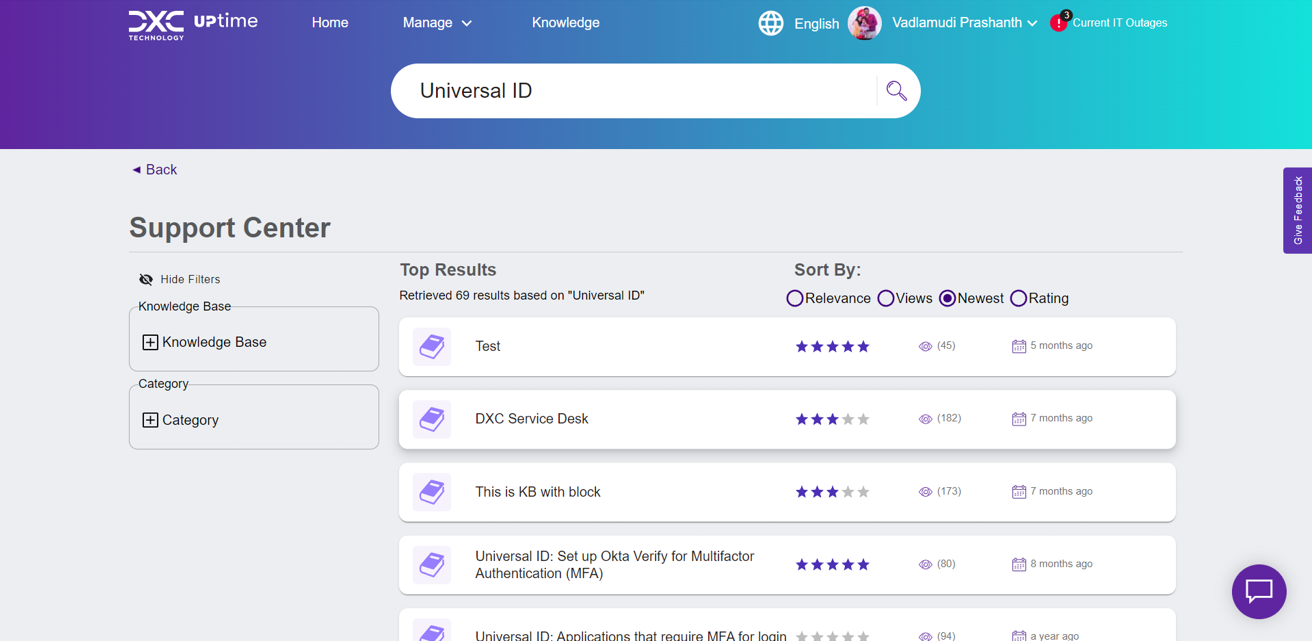 DXC
TECHNOLOGY
UPtime
Home
Manage
Knowledge
English
Vadlamudi Prashanth
3
Current IT Outages
Universal ID
◄ Back
Give Feedback
Support Center
Hide Filters
Knowledge Base
Knowledge Base
Category
Category
Top Results
Retrieved 69 results based on "Universal ID"
Sort By:
Relevance Views Newest Rating
Test (45) 5 months ago
DXC Service Desk (182) 7 months ago
This is KB with block (173) 7 months ago
Universal ID: Set up Okta Verify for Multifactor
Authentication (MFA) (80) 8 months ago
Universal ID: Applications that require MFA for login (94) a year ago